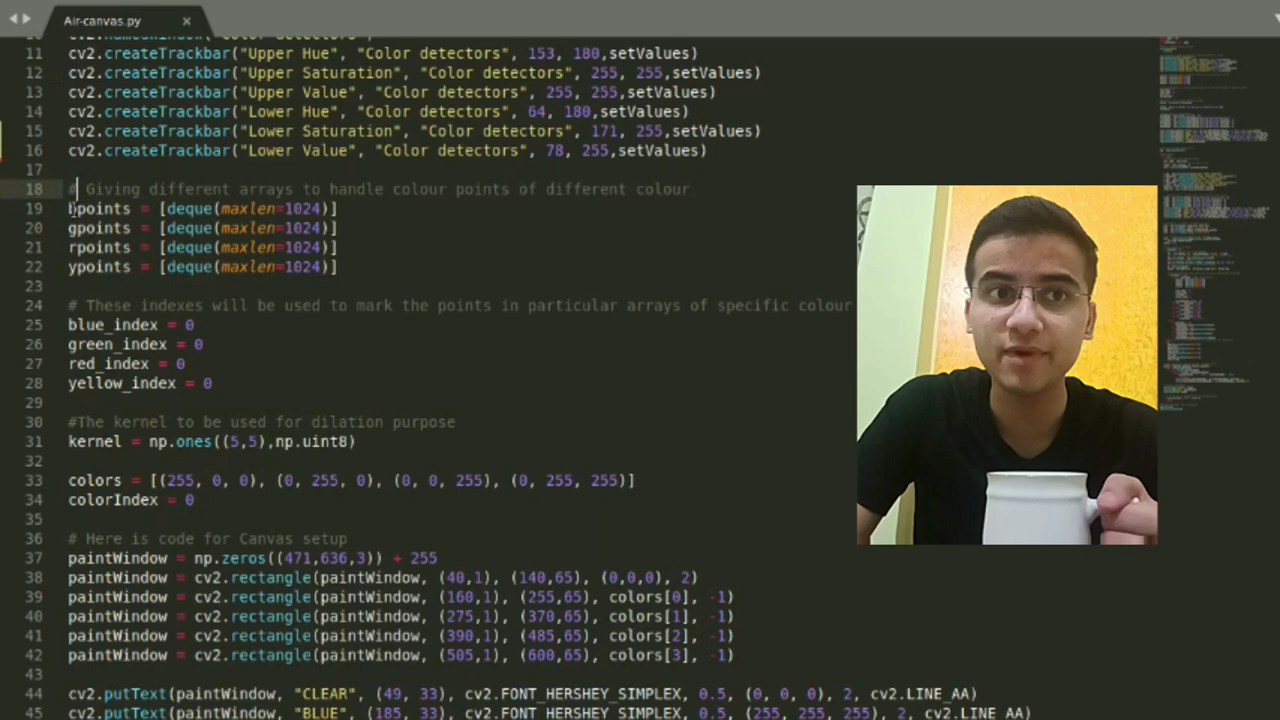 Air-canvas.py ×
11 cv2.createTrackbar("Upper Hue", "Color detectors", 153, 180,setValues)
12 cv2.createTrackbar("Upper Saturation", "Color detectors", 255, 255,setValues)
13 cv2.createTrackbar("Upper Value", "Color detectors", 255, 255,setValues)
14 cv2.createTrackbar("Lower Hue", "Color detectors", 64, 180,setValues)
15 cv2.createTrackbar("Lower Saturation", "Color detectors", 171, 255,setValues)
16 cv2.createTrackbar("Lower Value", "Color detectors", 78, 255,setValues)
17
18 # Giving different arrays to handle colour points of different colour
19 bpoints = [deque(maxlen=1024)]
20 gpoints = [deque(maxlen=1024)]
21 rpoints = [deque(maxlen=1024)]
22 ypoints = [deque(maxlen=1024)]
23
24 # These indexes will be used to mark the points in particular arrays of specific colour
25 blue_index = 0
26 green_index = 0
27 red_index = 0
28 yellow_index = 0
29
30 #The kernel to be used for dilation purpose
31 kernel = np.ones((5,5),np.uint8)
32
33 colors = [(255, 0, 0), (0, 255, 0), (0, 0, 255), (0, 255, 255)]
34 colorIndex = 0
35
36 # Here is code for Canvas setup
37 paintWindow = np.zeros((471,636,3)) + 255
38 paintWindow = cv2.rectangle(paintWindow, (40,1), (140,65), (0,0,0), 2)
39 paintWindow = cv2.rectangle(paintWindow, (160,1), (255,65), colors[0], -1)
40 paintWindow = cv2.rectangle(paintWindow, (275,1), (370,65), colors[1], -1)
41 paintWindow = cv2.rectangle(paintWindow, (390,1), (485,65), colors[2], -1)
42 paintWindow = cv2.rectangle(paintWindow, (505,1), (600,65), colors[3], -1)
43
44 cv2.putText(paintWindow, "CLEAR", (49, 33), cv2.FONT_HERSHEY_SIMPLEX, 0.5, (0, 0, 0), 2, cv2.LINE_AA)
45 cv2.putText(paintWindow, "BLUE", (185, 33), cv2.FONT_HERSHEY_SIMPLEX, 0.5, (255, 255, 255), 2, cv2.LINE_AA)